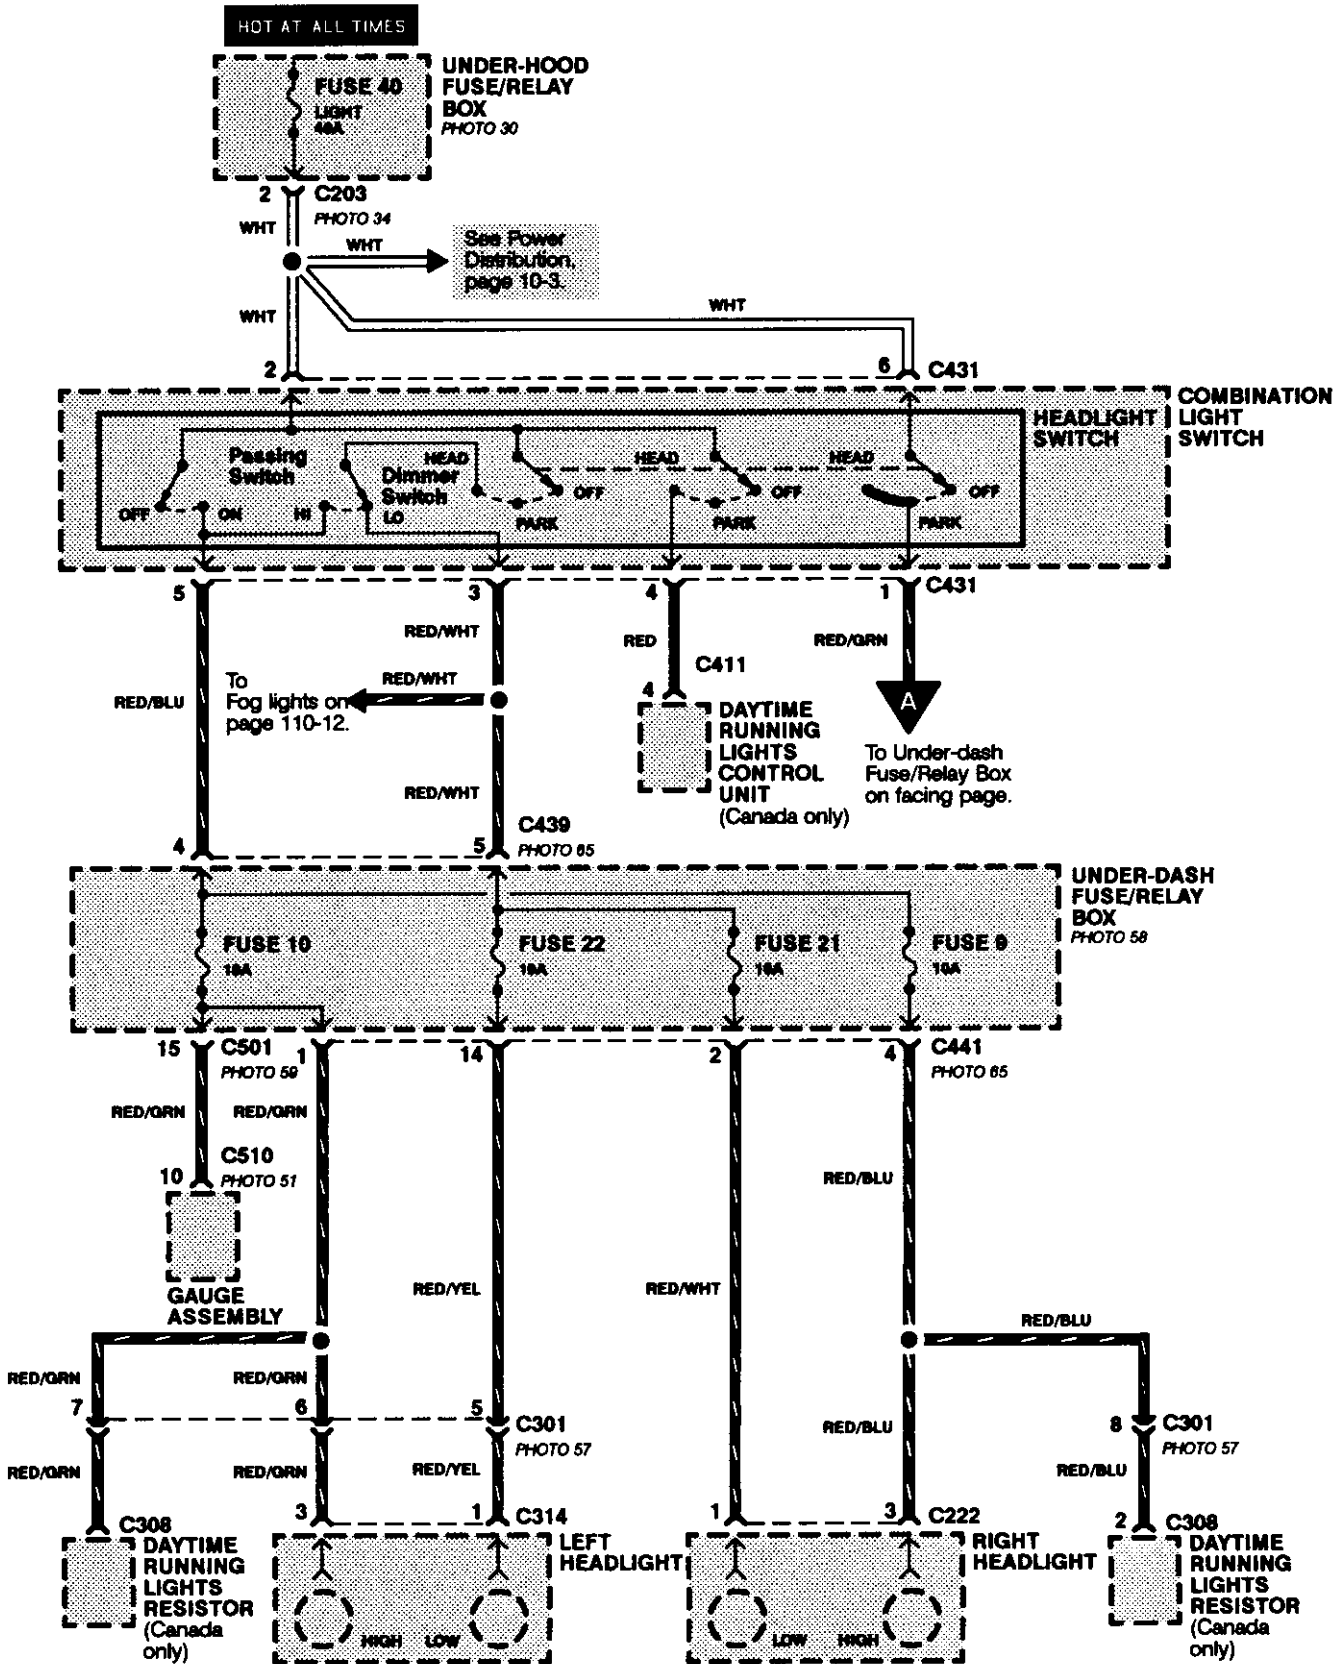 HOT AT ALL TIMES
FUSE 40
LIGHT
40A
UNDER-HOOD
FUSE/RELAY
BOX
PHOTO 30
2
C203
PHOTO 34
WHT
WHT
See Power
Distribution,
page 10-3.
WHT
WHT
2
6
C431
COMBINATION
LIGHT
SWITCH
HEADLIGHT
SWITCH
Passing
Switch
OFF
ON
HI
Dimmer
Switch
LO
HEAD
OFF
PARK
HEAD
OFF
PARK
HEAD
OFF
PARK
5
3
4
1
C431
RED/WHT
RED
RED/GRN
C411
RED/BLU
To
Fog lights on
page 110-12.
RED/WHT
4
A
DAYTIME
RUNNING
LIGHTS
CONTROL
UNIT
(Canada only)
To Under-dash
Fuse/Relay Box
on facing page.
RED/WHT
4
5
C439
PHOTO 65
UNDER-DASH
FUSE/RELAY
BOX
PHOTO 58
FUSE 10
10A
FUSE 22
10A
FUSE 21
10A
FUSE 9
10A
15
C501
PHOTO 59
1
14
2
4
C441
PHOTO 65
RED/GRN
RED/GRN
10
C510
PHOTO 51
RED/BLU
GAUGE
ASSEMBLY
RED/YEL
RED/WHT
RED/BLU
RED/GRN
RED/GRN
7
6
5
C301
PHOTO 57
RED/BLU
8
C301
PHOTO 57
RED/GRN
RED/GRN
RED/YEL
RED/BLU
C308
3
1
C314
1
3
C222
2
C308
DAYTIME
RUNNING
LIGHTS
RESISTOR
(Canada
only)
LEFT
HEADLIGHT
HIGH
LOW
RIGHT
HEADLIGHT
LOW
HIGH
DAYTIME
RUNNING
LIGHTS
RESISTOR
(Canada
only)